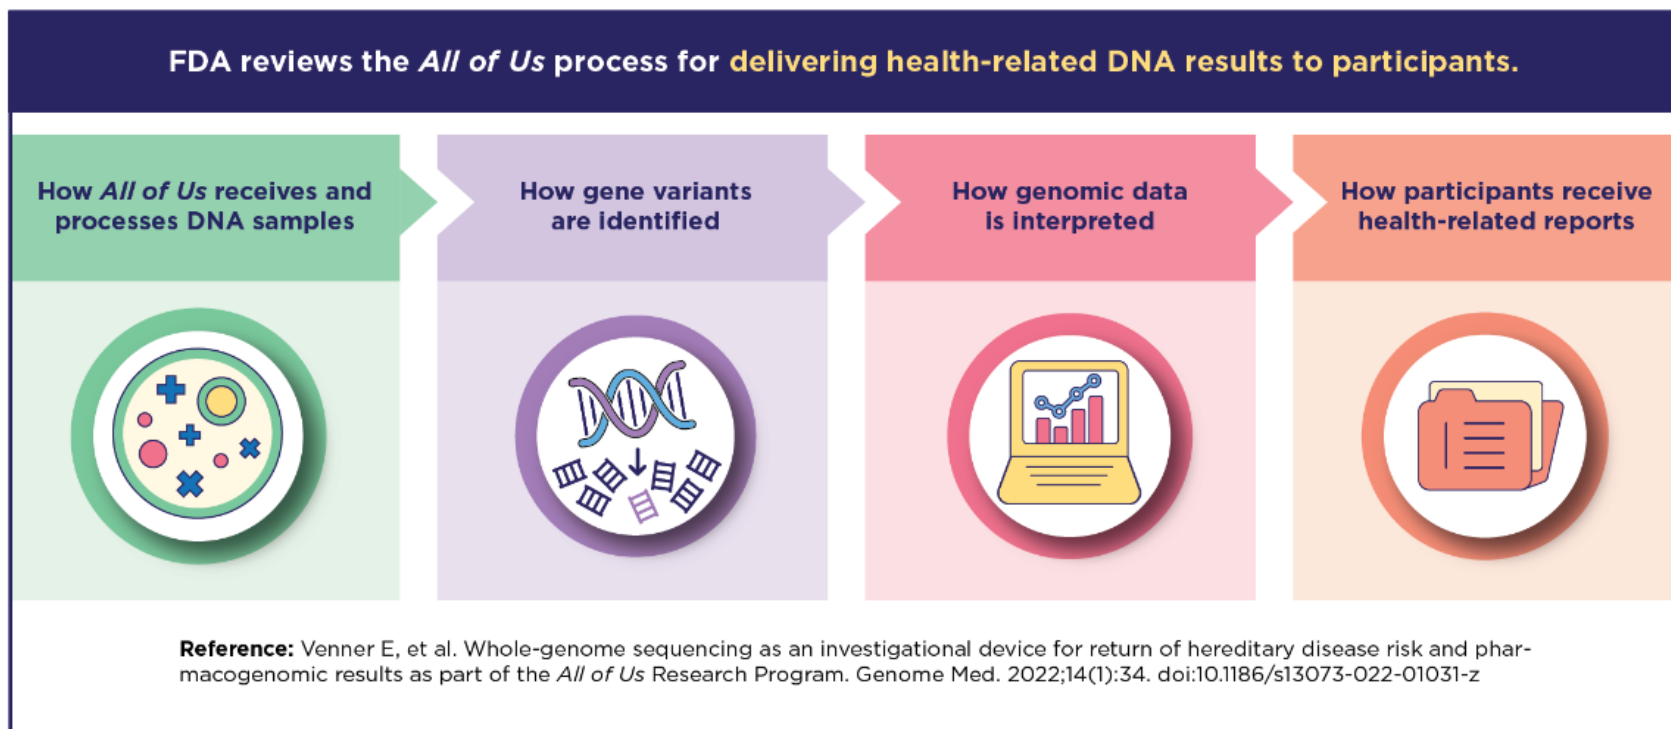 FDA reviews the All of Us process for delivering health-related DNA results to participants.
How All of Us receives and
processes DNA samples
How gene variants
are identified
How genomic data
is interpreted
How participants receive
health-related reports
Reference: Venner E, et al. Whole-genome sequencing as an investigational device for return of hereditary disease risk and phar-
macogenomic results as part of the All of Us Research Program. Genome Med. 2022;14(1):34. doi:10.1186/s13073-022-01031-z